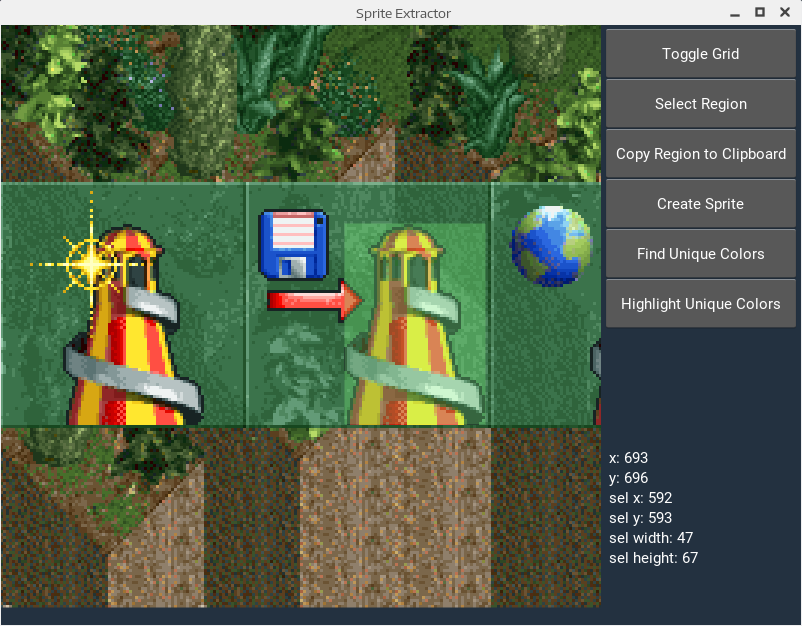 Sprite Extractor
Toggle Grid
Select Region
Copy Region to Clipboard
Create Sprite
Find Unique Colors
Highlight Unique Colors
x: 693
y: 696
sel x: 592
sel y: 593
sel width: 47
sel height: 67